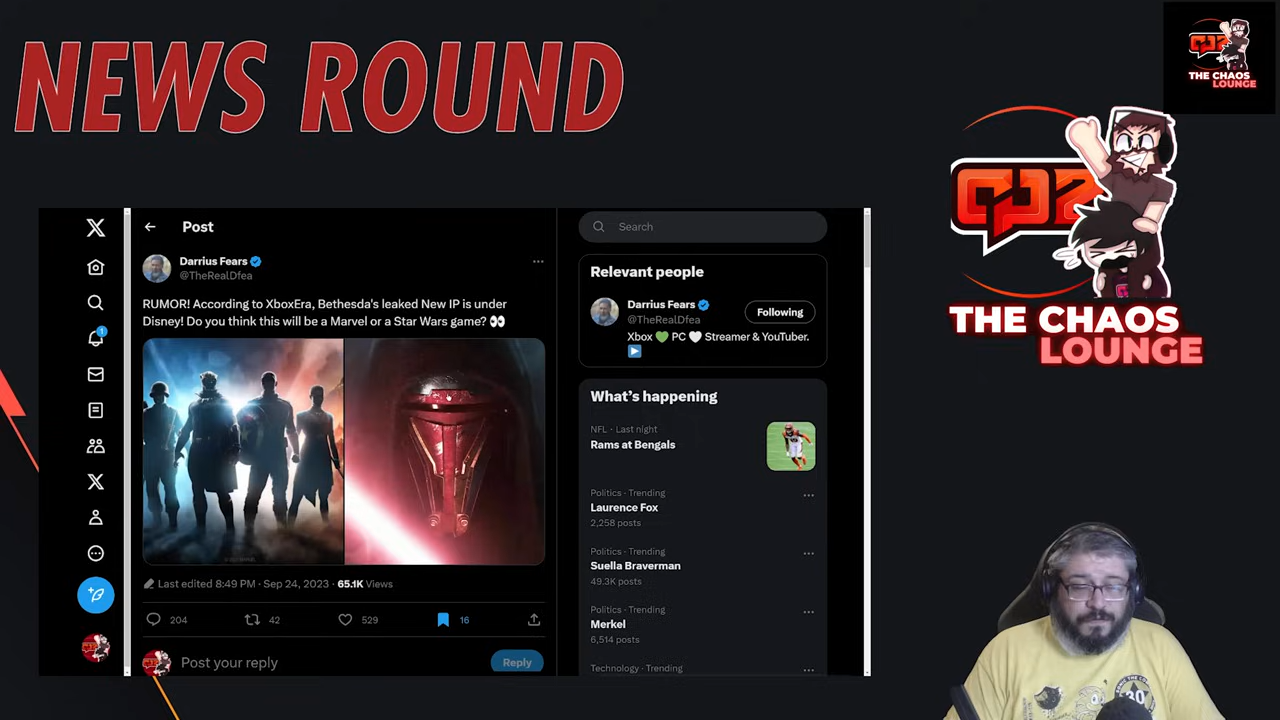 NEWS ROUND
THE CHAOS
LOUNGE
Post
Search
Darrius Fears
@TheRealDfea
RUMOR! According to XboxEra, Bethesda's leaked New IP is under
Disney! Do you think this will be a Marvel or a Star Wars game? 👀
Last edited 8:49 PM · Sep 24, 2023 · 65.1K Views
204
42
529
16
Post your reply
Reply
1
Relevant people
Darrius Fears
@TheRealDfea
Following
Xbox 💚 PC 🤍 Streamer & YouTuber.
▶️
What's happening
NFL · Last night
Rams at Bengals
Politics · Trending
Laurence Fox
2,258 posts
Politics · Trending
Suella Braverman
49.3K posts
Politics · Trending
Merkel
6,514 posts
Technology · Trending
THE CHAOS
LOUNGE